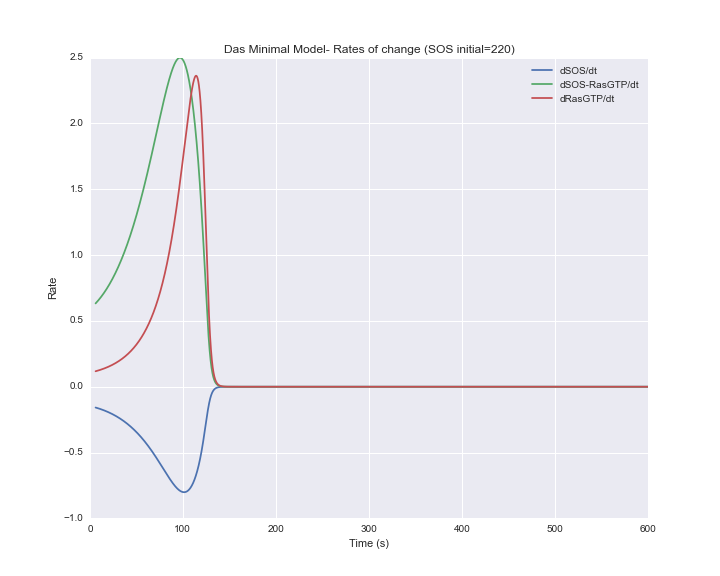 Das Minimal Model- Rates of change (SOS initial=220)
2.5
2.0
1.5
1.0
0.5
0.0
−0.5
−1.0
Rate
dSOS/dt
dSOS-RasGTP/dt
dRasGTP/dt
0 100 200 300 400 500 600
Time (s)